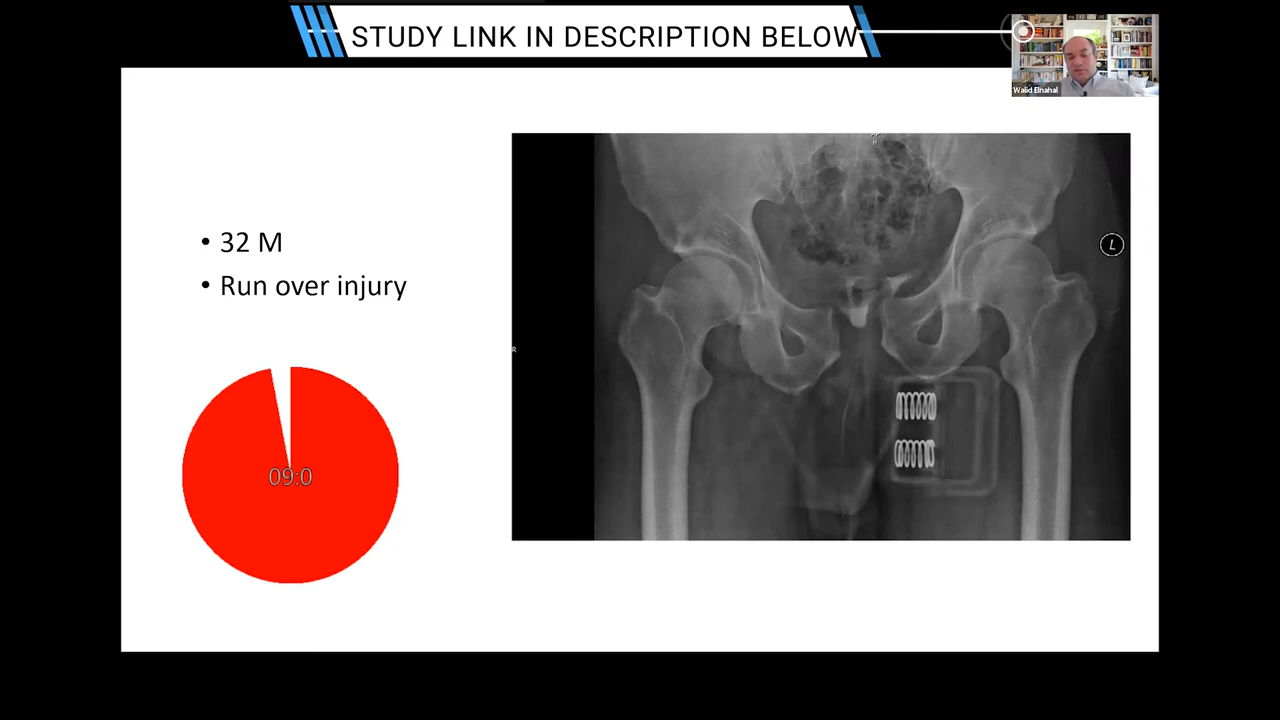 STUDY LINK IN DESCRIPTION BELOW
Walid Elnahal
H
L
• 32 M
• Run over injury
R
09:0